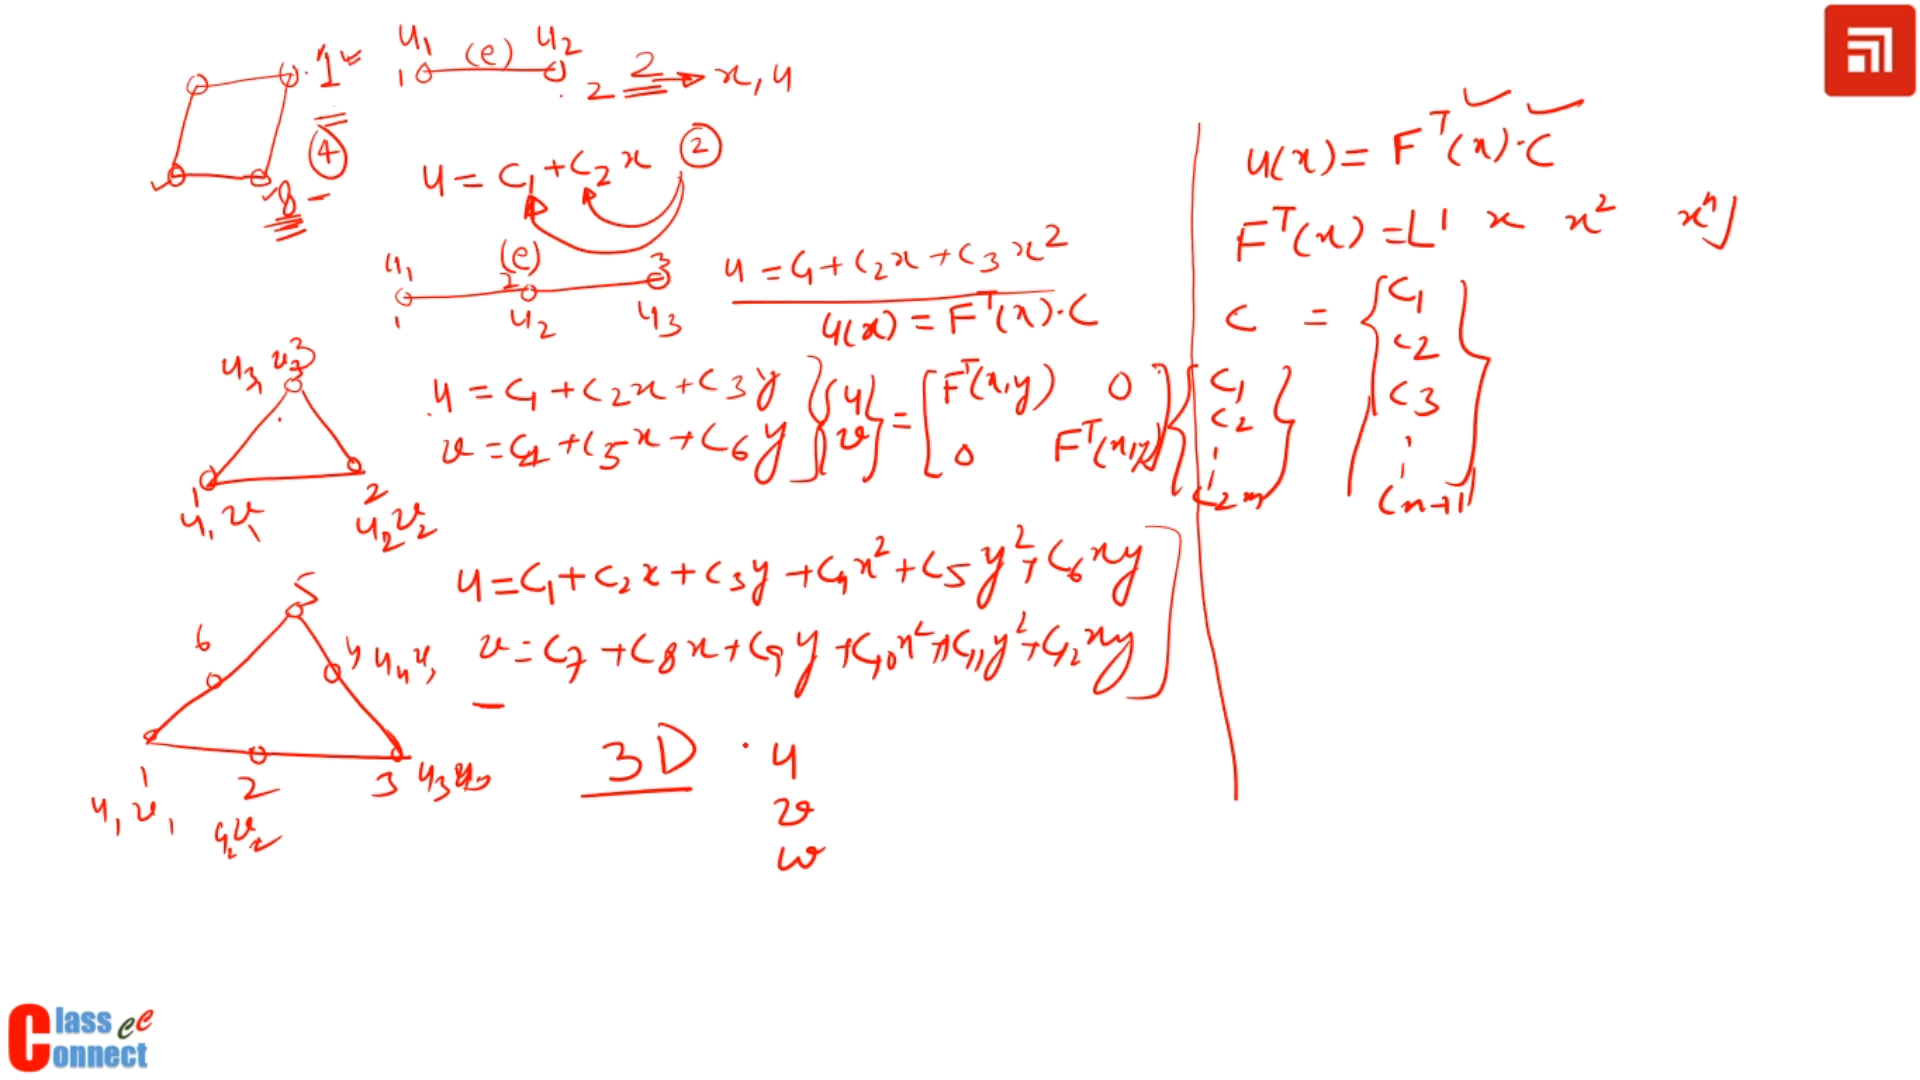 1 (e) 2
u₁ u₂
2 → x, u
④
8
u = C₁ + C₂x ②
u₁ (e) 3
1 2
u₂ u₃
u = C₁ + C₂x + C₃x²
u(x) = Fᵀ(x)·C
u₃, v₃ 3
1 2
u₁ v₁ u₂ v₂
u = C₁ + C₂x + C₃y
v = C₄ + C₅x + C₆y
{u v} = [Fᵀ(x,y) 0
0 Fᵀ(x,y)] {C₁ C₂ ⋮ C₂ₘ}
u = C₁ + C₂x + C₃y + C₄x² + C₅y² + C₆xy
v = C₇ + C₈x + C₉y + C₁₀x² + C₁₁y² + C₁₂xy
5
6 4 u₄
1 2 3 u₃
u₁ v₁ u₂ v₂
3D u
v
w
u(x) = Fᵀ(x)·C
Fᵀ(x) = ⌊1 x x² xⁿ⌋
C = {C₁
C₂
C₃
⋮
Cn+1}
Class
Connect